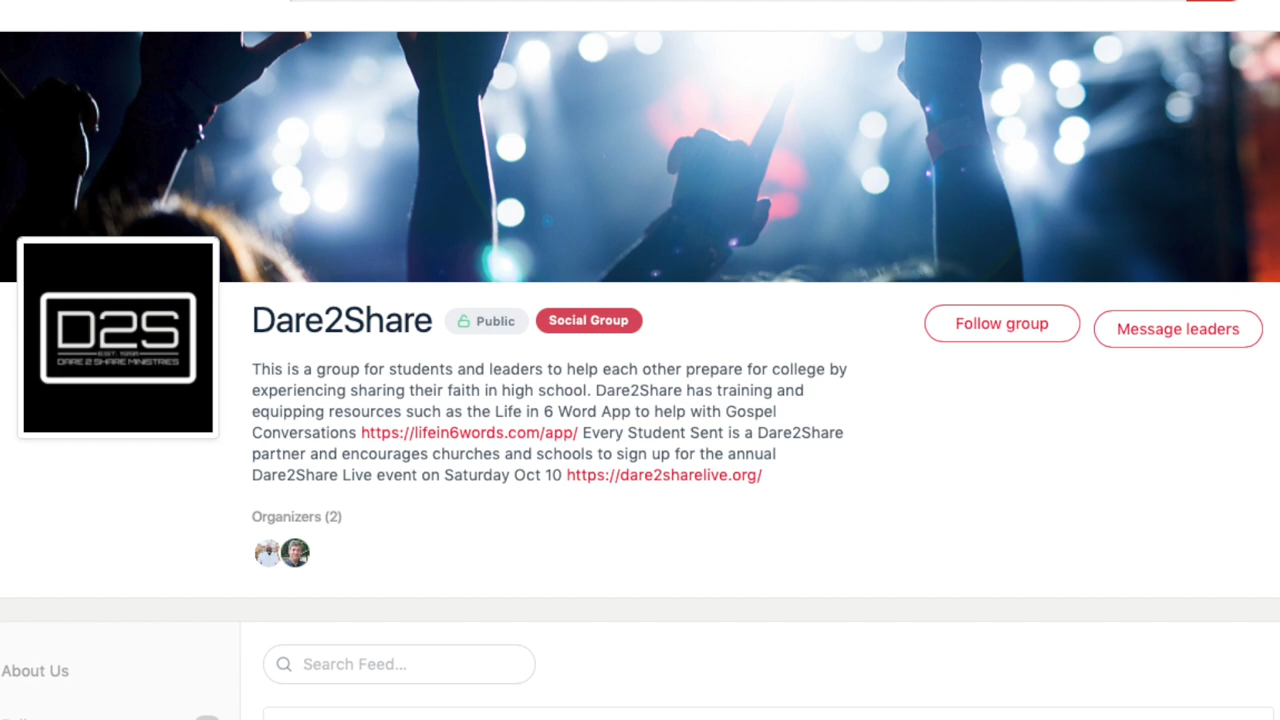 D2S
EST. 1991
DARE 2 SHARE MINISTRIES
Dare2Share
Public
Social Group
Follow group
Message leaders
This is a group for students and leaders to help each other prepare for college by
experiencing sharing their faith in high school. Dare2Share has training and
equipping resources such as the Life in 6 Word App to help with Gospel
Conversations https://lifein6words.com/app/ Every Student Sent is a Dare2Share
partner and encourages churches and schools to sign up for the annual
Dare2Share Live event on Saturday Oct 10 https://dare2sharelive.org/
Organizers (2)
About Us
Search Feed...